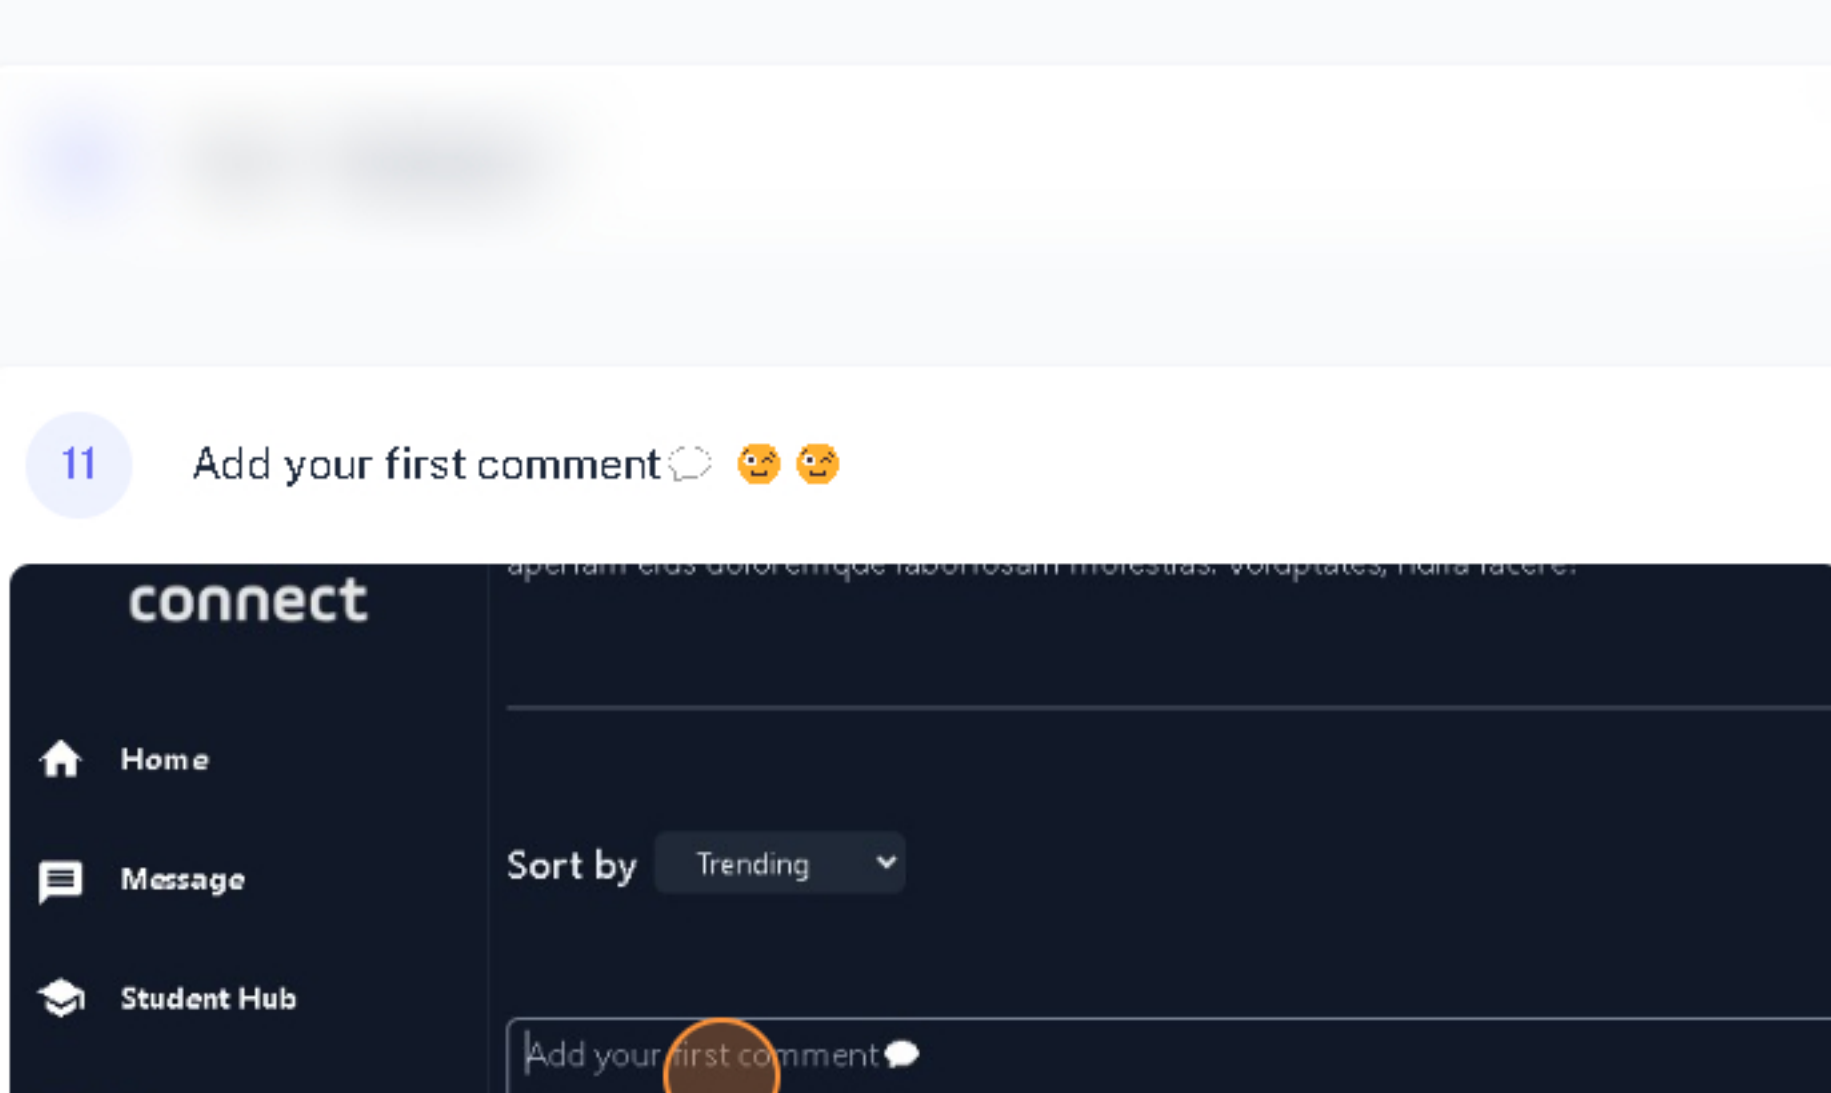 11
Add your first comment💬 😉 😉
connect
Home
Message
Student Hub
Sort by Trending
Add your first comment💬